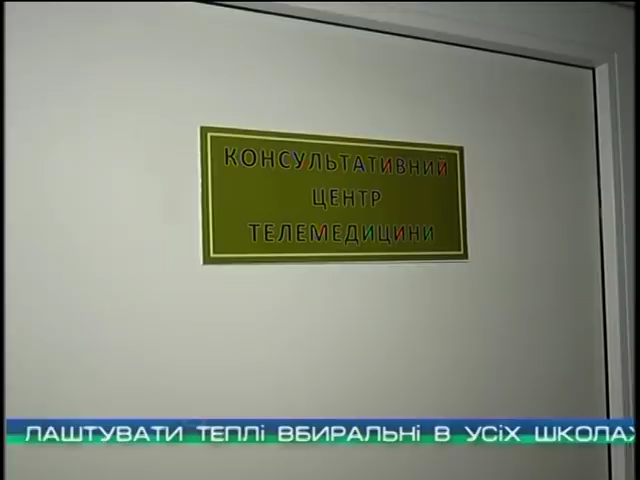 КОНСУЛЬТАТИВНИЙ
ЦЕНТР
ТЕЛЕМЕДИЦИНИ
ЛАШТУВАТИ ТЕПЛІ ВБИРАЛЬНІ В УСІХ ШКОЛАХ